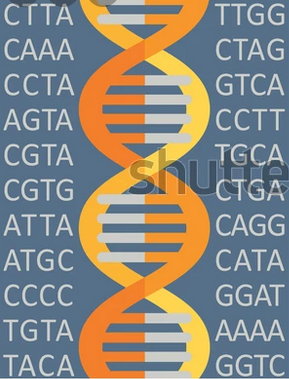 CTTA TTGG
CAAA CTAG
CCTA GTCA
AGTA CCTT
CGTA TGCA
shutte
CGTG CTGA
ATTA CAGG
ATGC CATA
CCCC GGAT
TGTA AAAA
TACA GGTC